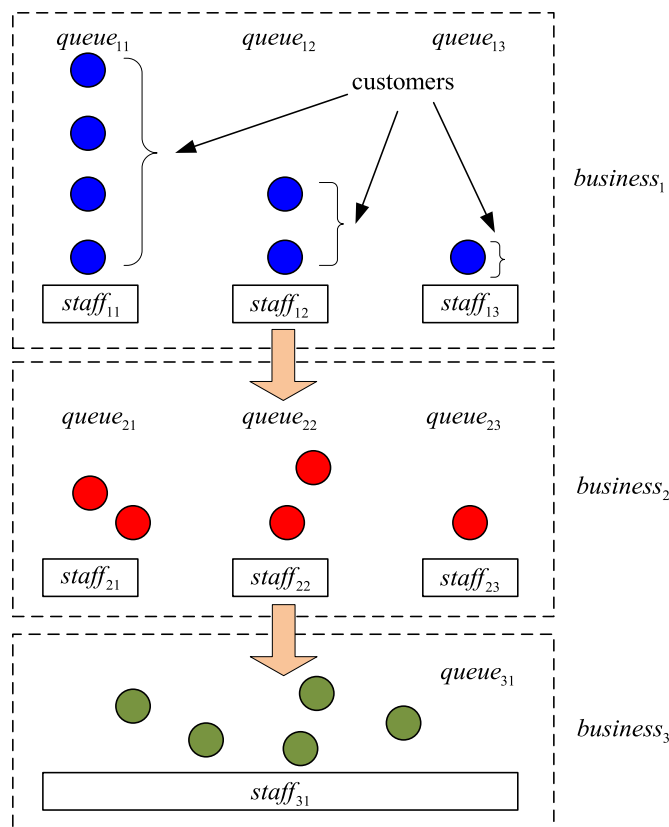 queue₁₁ queue₁₂ queue₁₃
customers
business₁
staff₁₁ staff₁₂ staff₁₃
queue₂₁ queue₂₂ queue₂₃
business₂
staff₂₁ staff₂₂ staff₂₃
queue₃₁
business₃
staff₃₁